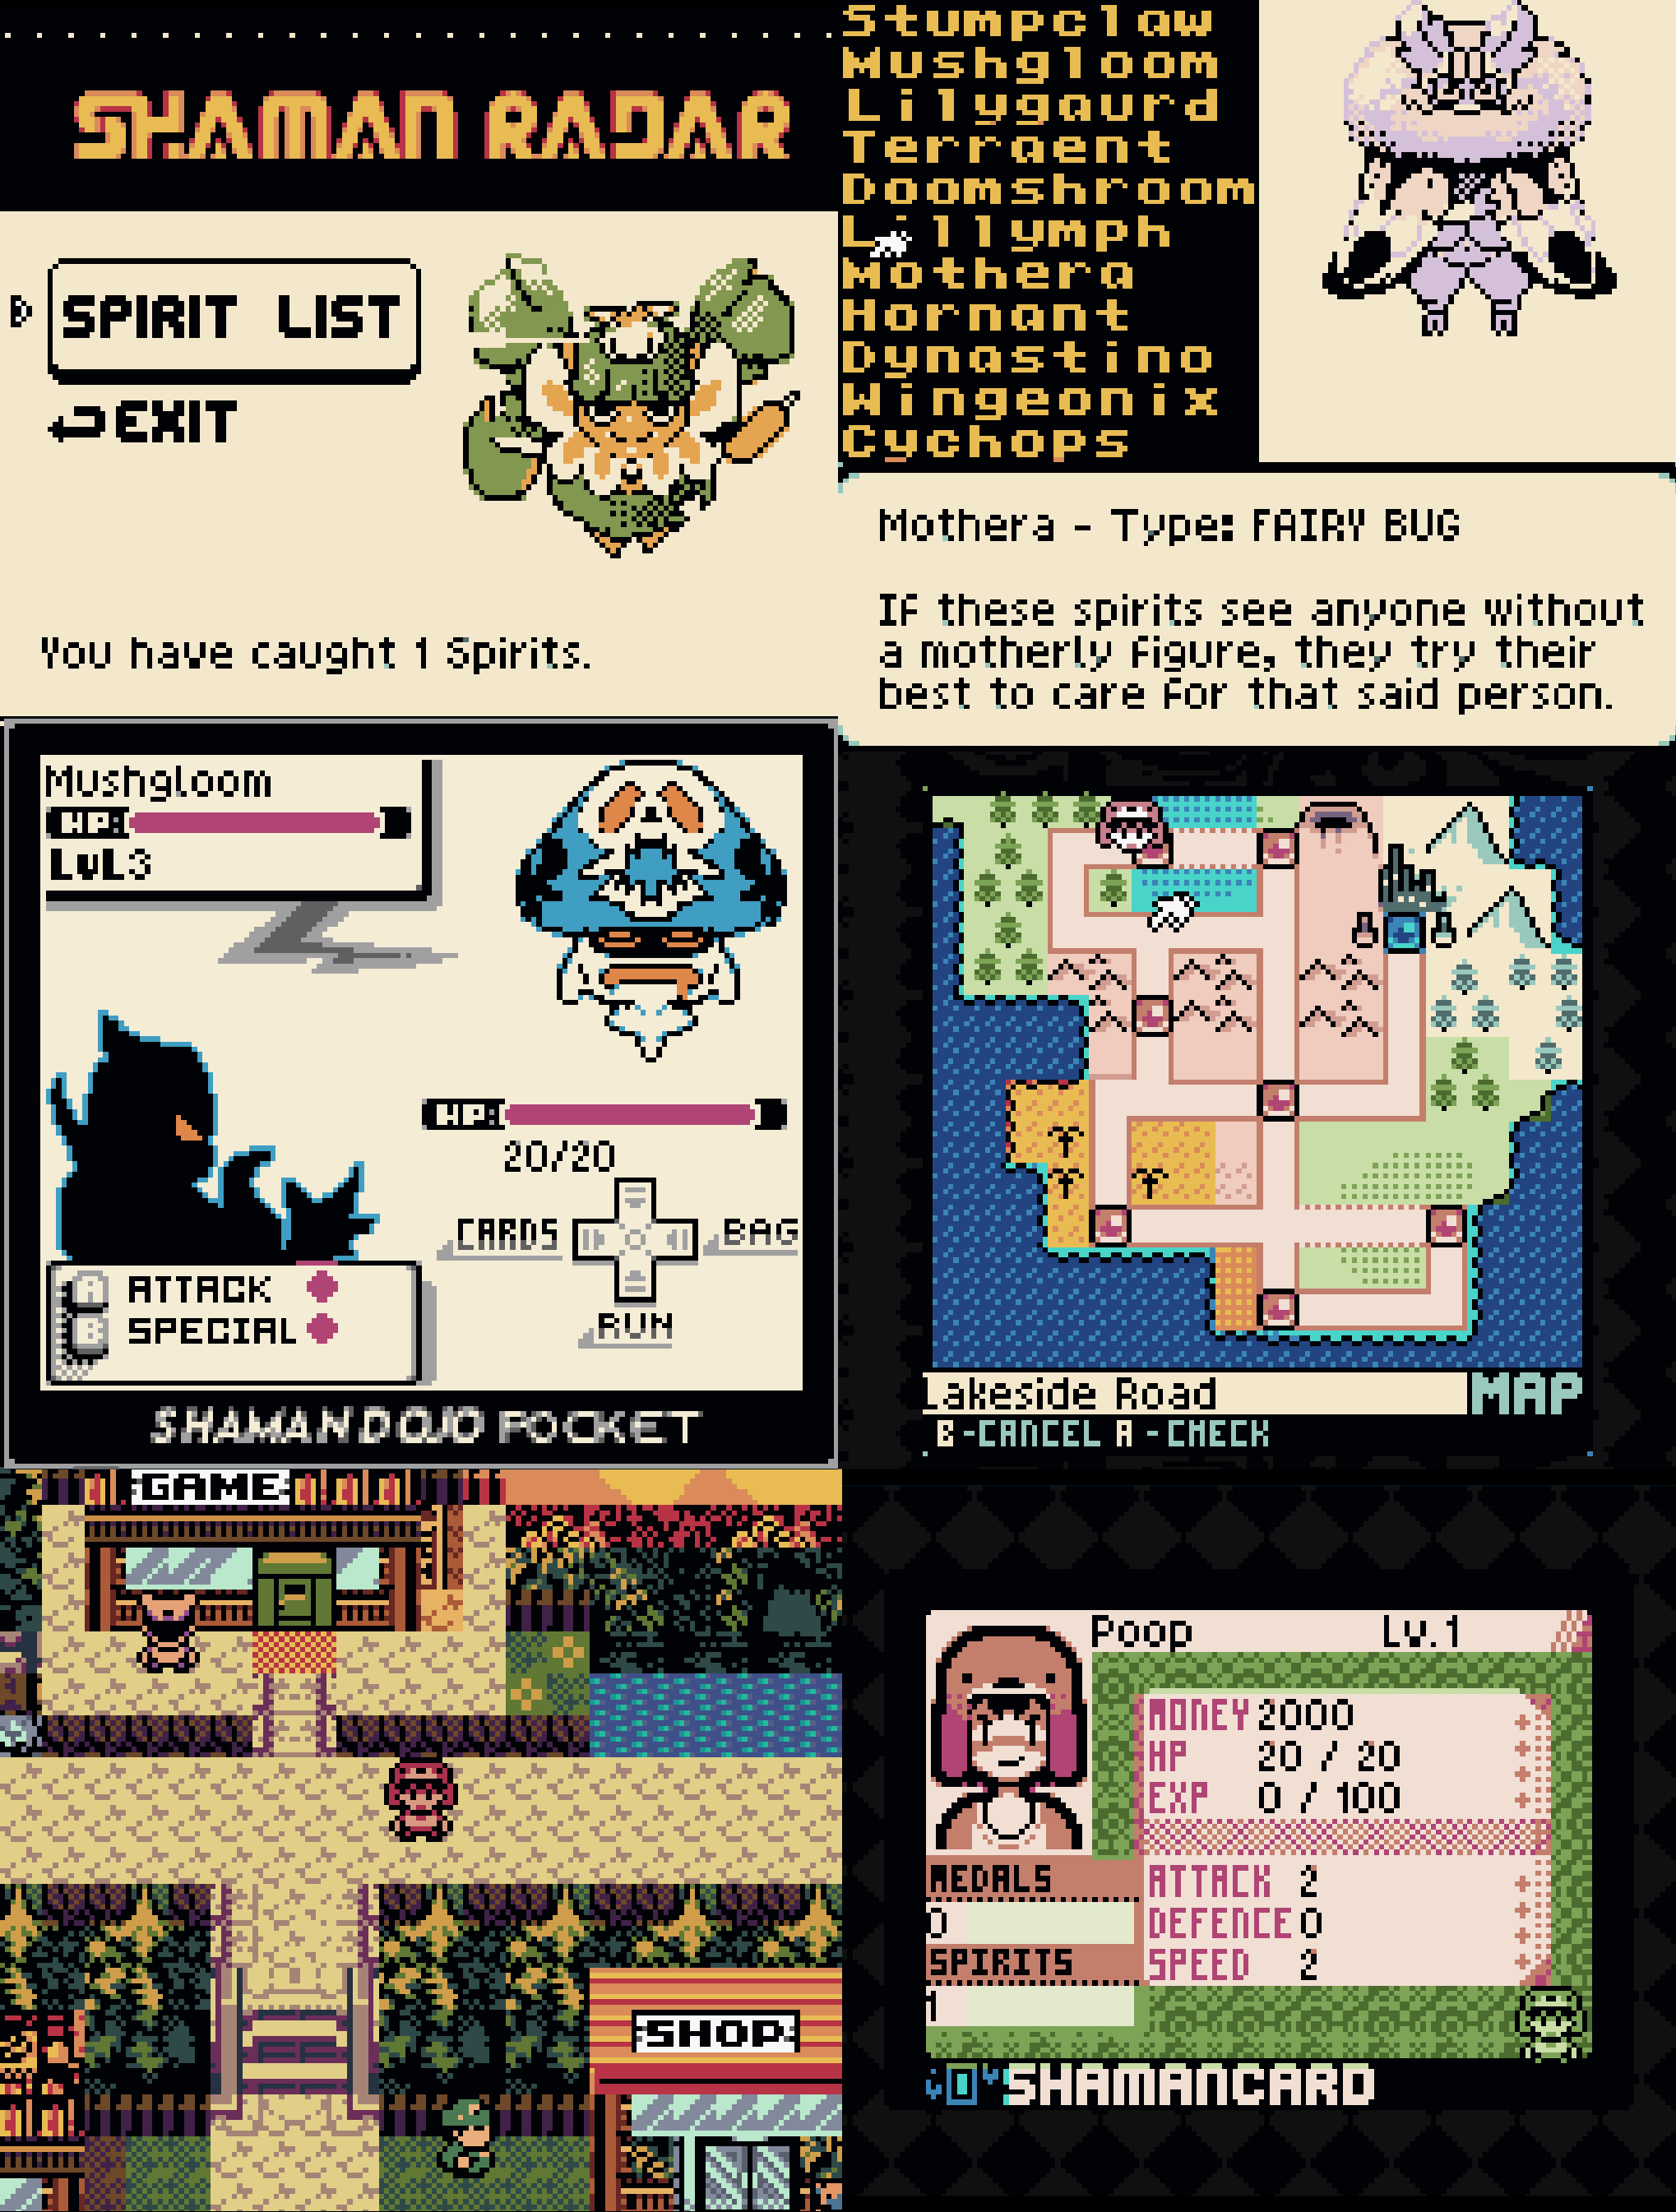 SHAMAN RADAR
SPIRIT LIST
EXIT
You have caught 1 Spirits.
Stumpclaw
Mushgloom
Lilygaurd
Terraent
Doomshroom
Lillymph
Mothera
Hornant
Dynastino
Wingeonix
Cychops
Mothera - Type: FAIRY BUG
If these spirits see anyone without
a motherly figure, they try their
best to care for that said person.
Mushgloom
HP:
LvL3
HP:
20/20
CARDS
BAG
RUN
A ATTACK
B SPECIAL
SHAMAN DOJO POCKET
Lakeside Road
MAP
B-CANCEL A-CHECK
GAME
SHOP
Poop Lv.1
MONEY 2000
HP 20 / 20
EXP 0 / 100
MEDALS
0
SPIRITS
1
ATTACK 2
DEFENCE 0
SPEED 2
SHAMANCARD